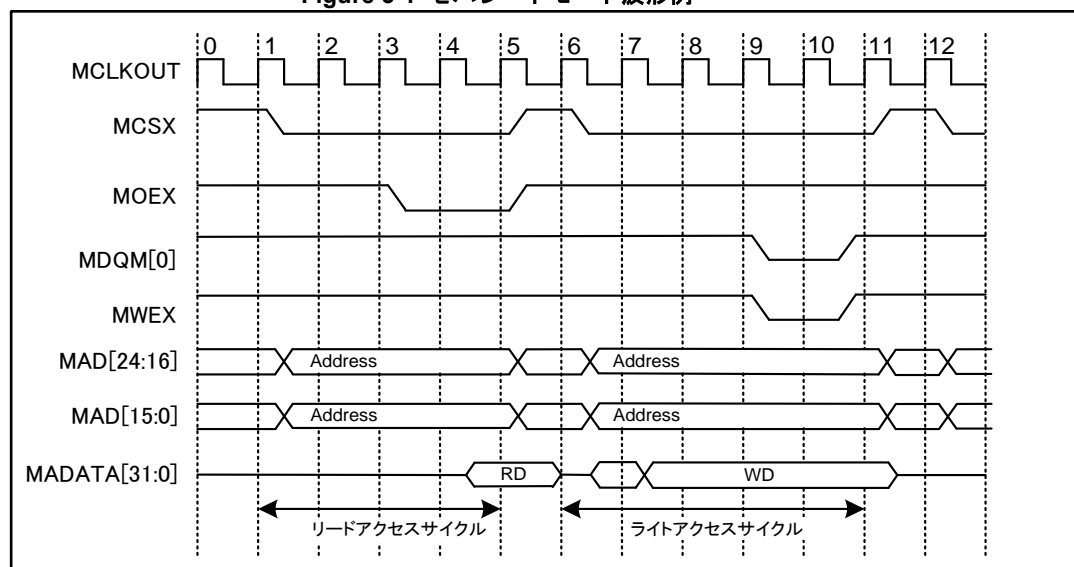 0 1 2 3 4 5 6 7 8 9 10 11 12
MCLKOUT
MCSX
MOEX
MDQM[0]
MWEX
MAD[24:16] Address Address
MAD[15:0] Address Address
MADATA[31:0] RD WD
リードアクセスサイクル ライトアクセスサイクル